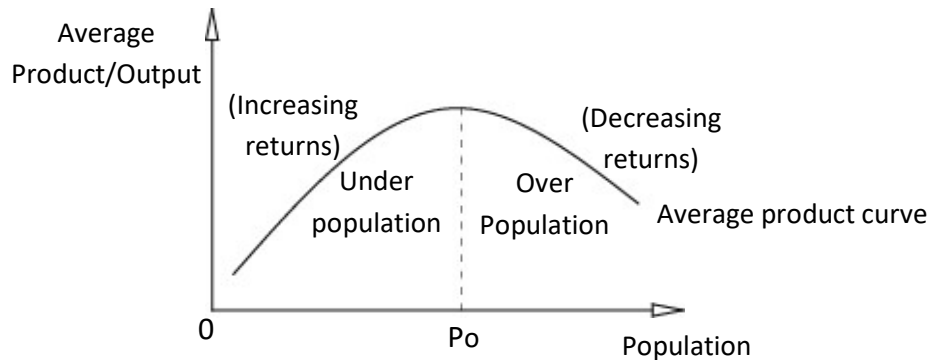 Average
Product/Output
(Increasing
returns)
(Decreasing
returns)
Under
population
Over
Population
Average product curve
0
Po
Population